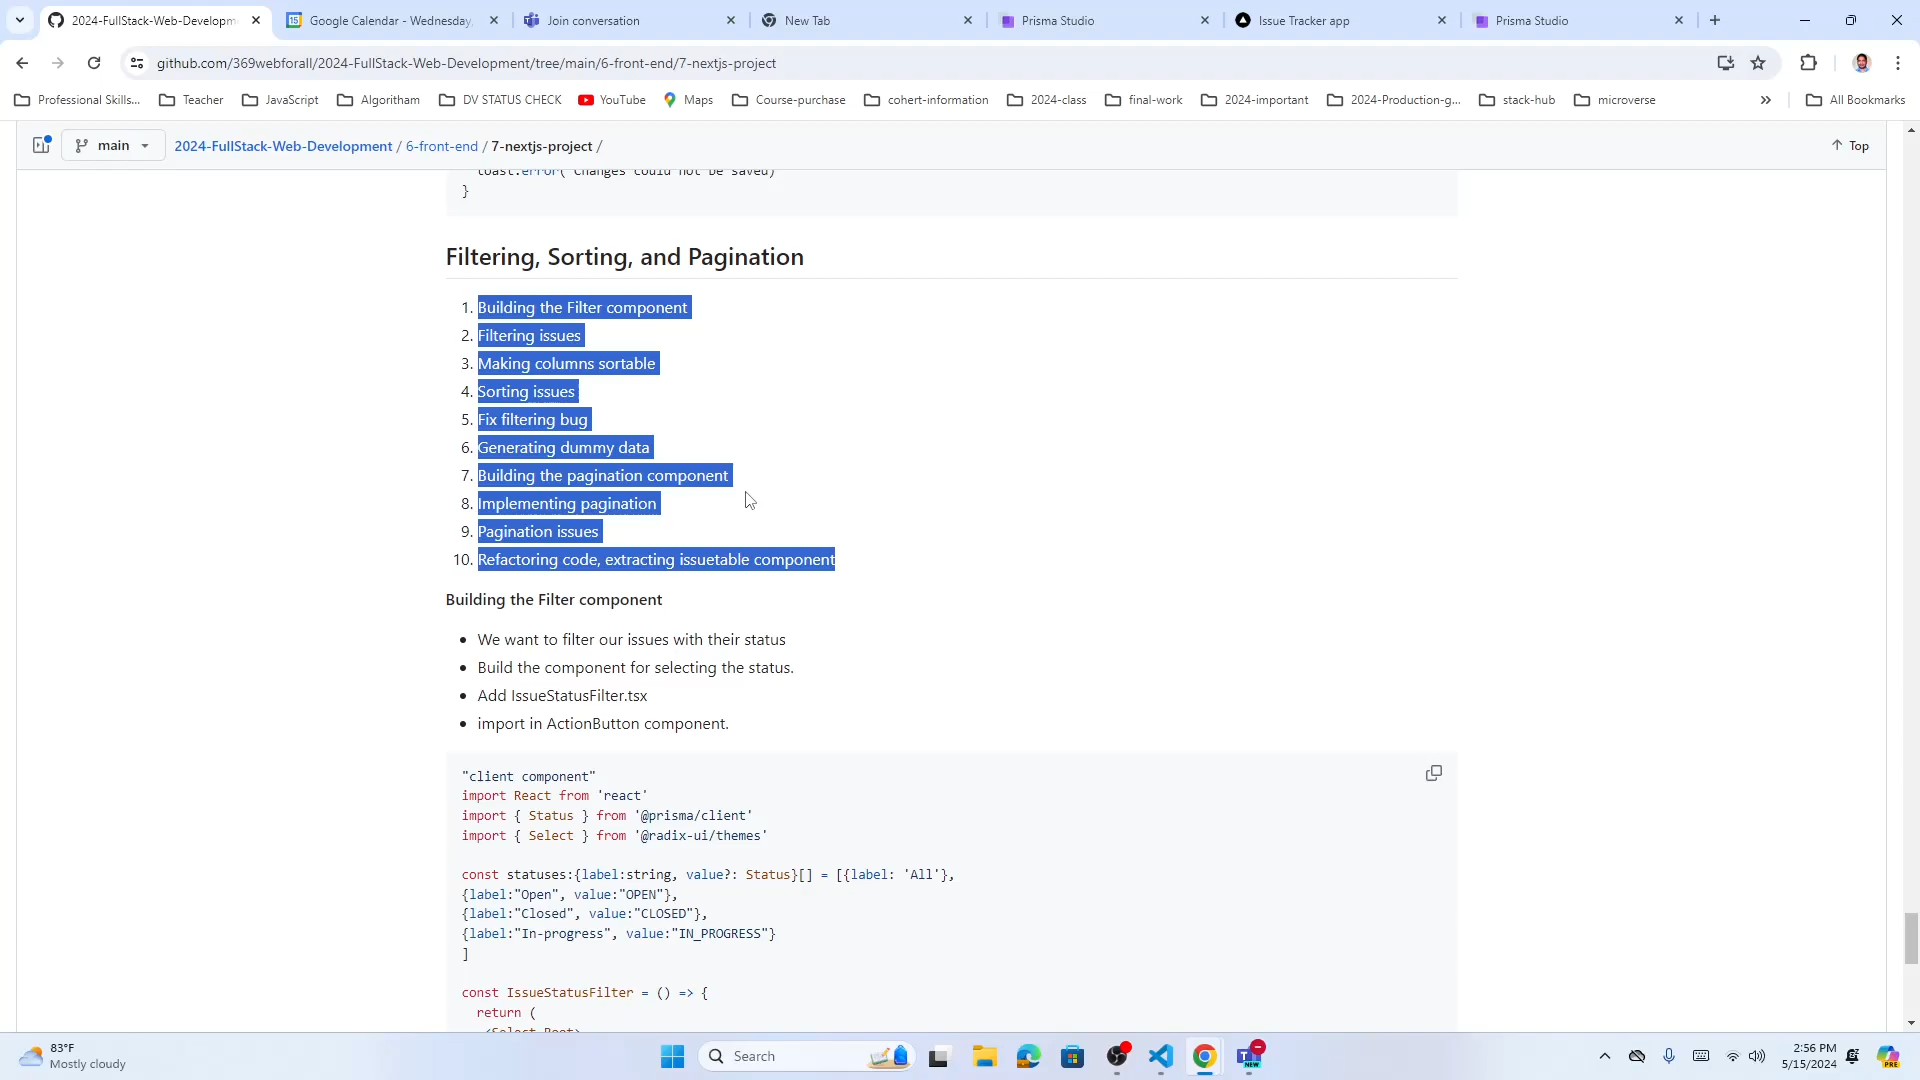 2024-FullStack-Web-Developm
Google Calendar - Wednesday,
Join conversation
New Tab
Prisma Studio
Issue Tracker app
Prisma Studio
github.com/369webforall/2024-FullStack-Web-Development/tree/main/6-front-end/7-nextjs-project
Professional Skills...
Teacher
JavaScript
Algoritham
DV STATUS CHECK
YouTube
Maps
Course-purchase
cohert-information
2024-class
final-work
2024-important
2024-Production-g...
stack-hub
microverse
All Bookmarks
main
2024-FullStack-Web-Development / 6-front-end / 7-nextjs-project /
Top
toast.error('Changes could not be saved)
}
Filtering, Sorting, and Pagination
1. Building the Filter component
2. Filtering issues
3. Making columns sortable
4. Sorting issues
5. Fix filtering bug
6. Generating dummy data
7. Building the pagination component
8. Implementing pagination
9. Pagination issues
10. Refactoring code, extracting issuetable component
Building the Filter component
• We want to filter our issues with their status
• Build the component for selecting the status.
• Add IssueStatusFilter.tsx
• import in ActionButton component.
"client component"
import React from 'react'
import { Status } from '@prisma/client'
import { Select } from '@radix-ui/themes'
const statuses:{label:string, value?: Status}[] = [{label: 'All'},
{label:"Open", value:"OPEN"},
{label:"Closed", value:"CLOSED"},
{label:"In-progress", value:"IN_PROGRESS"}
]
const IssueStatusFilter = () => {
return (
<Select.Root>
83°F
Mostly cloudy
Search
NEW
2:56 PM
5/15/2024
PRE